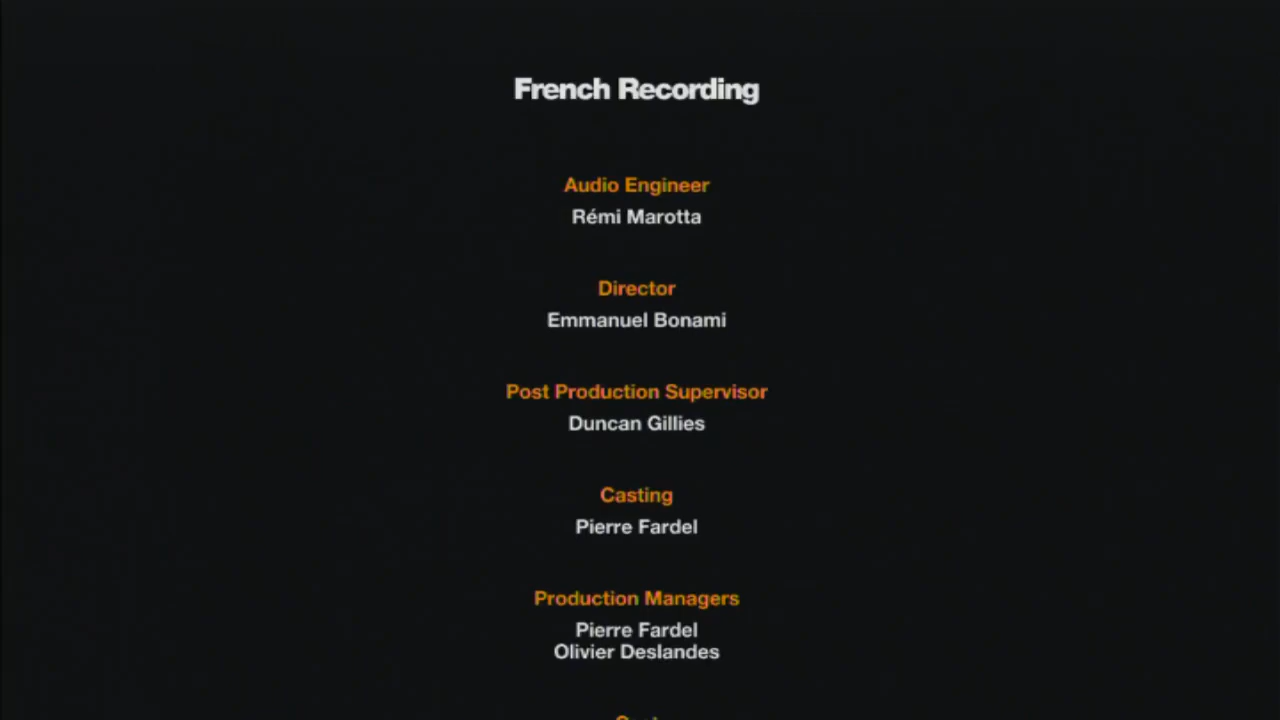 French Recording
Audio Engineer
Rémi Marotta
Director
Emmanuel Bonami
Post Production Supervisor
Duncan Gillies
Casting
Pierre Fardel
Production Managers
Pierre Fardel
Olivier Deslandes